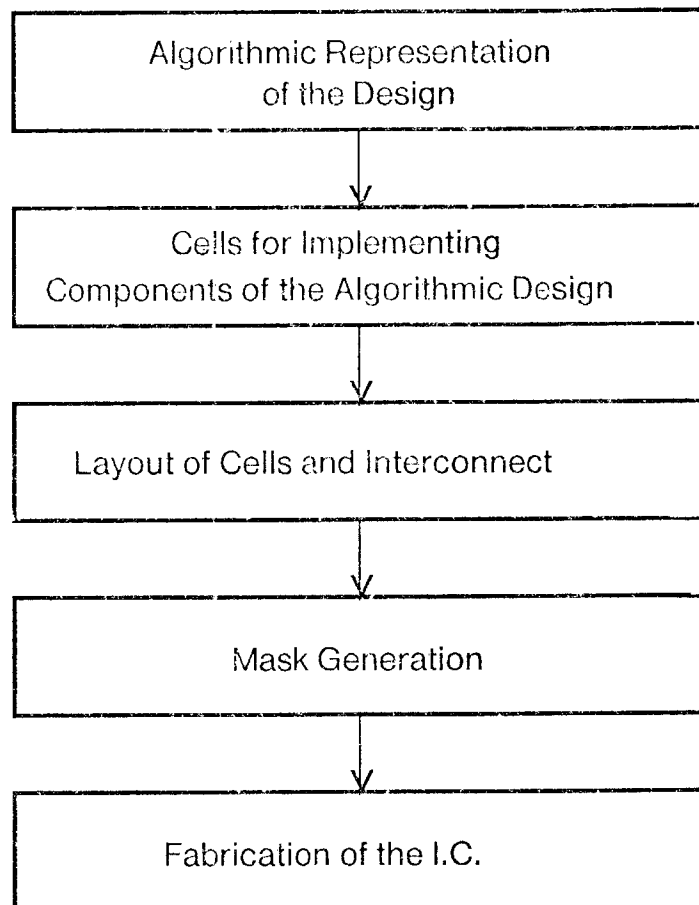 Algorithmic Representation
of the Design
Cells for Implementing
Components of the Algorithmic Design
Layout of Cells and Interconnect
Mask Generation
Fabrication of the I.C.